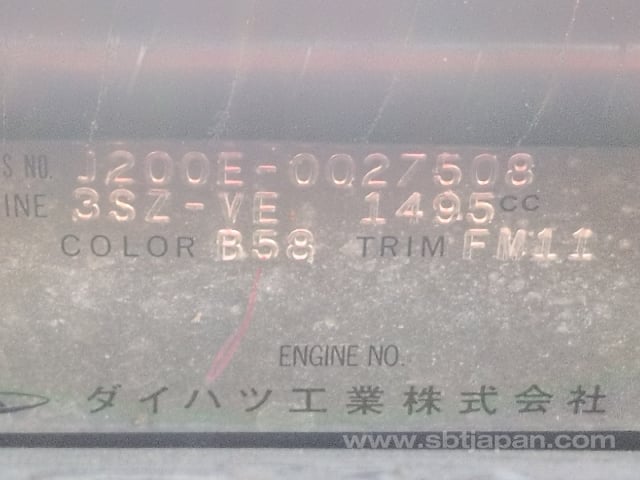 S NO. J200E-0027508
INE 3SZ-VE 1495cc
COLOR B58 TRIM FM11
ENGINE NO.
ダイハツ工業株式会社
www.sbtjapan.com